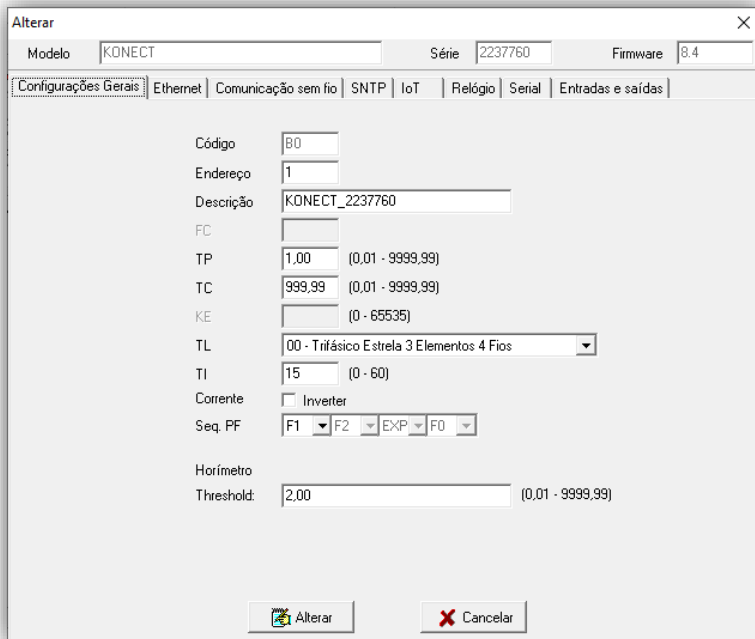 Alterar
Modelo KONECT Série 2237760 Firmware 8.4
Configurações Gerais Ethernet Comunicação sem fio SNTP IoT Relógio Serial Entradas e saídas
Código B0
Endereço 1
Descrição KONECT_2237760
FC
TP 1,00 (0,01 - 9999,99)
TC 999,99 (0,01 - 9999,99)
KE (0 - 65535)
TL 00 - Trifásico Estrela 3 Elementos 4 Fios
TI 15 (0 - 60)
Corrente Inverter
Seq. PF F1 F2 EXP F0
Horímetro
Threshold: 2,00 (0,01 - 9999,99)
Alterar Cancelar